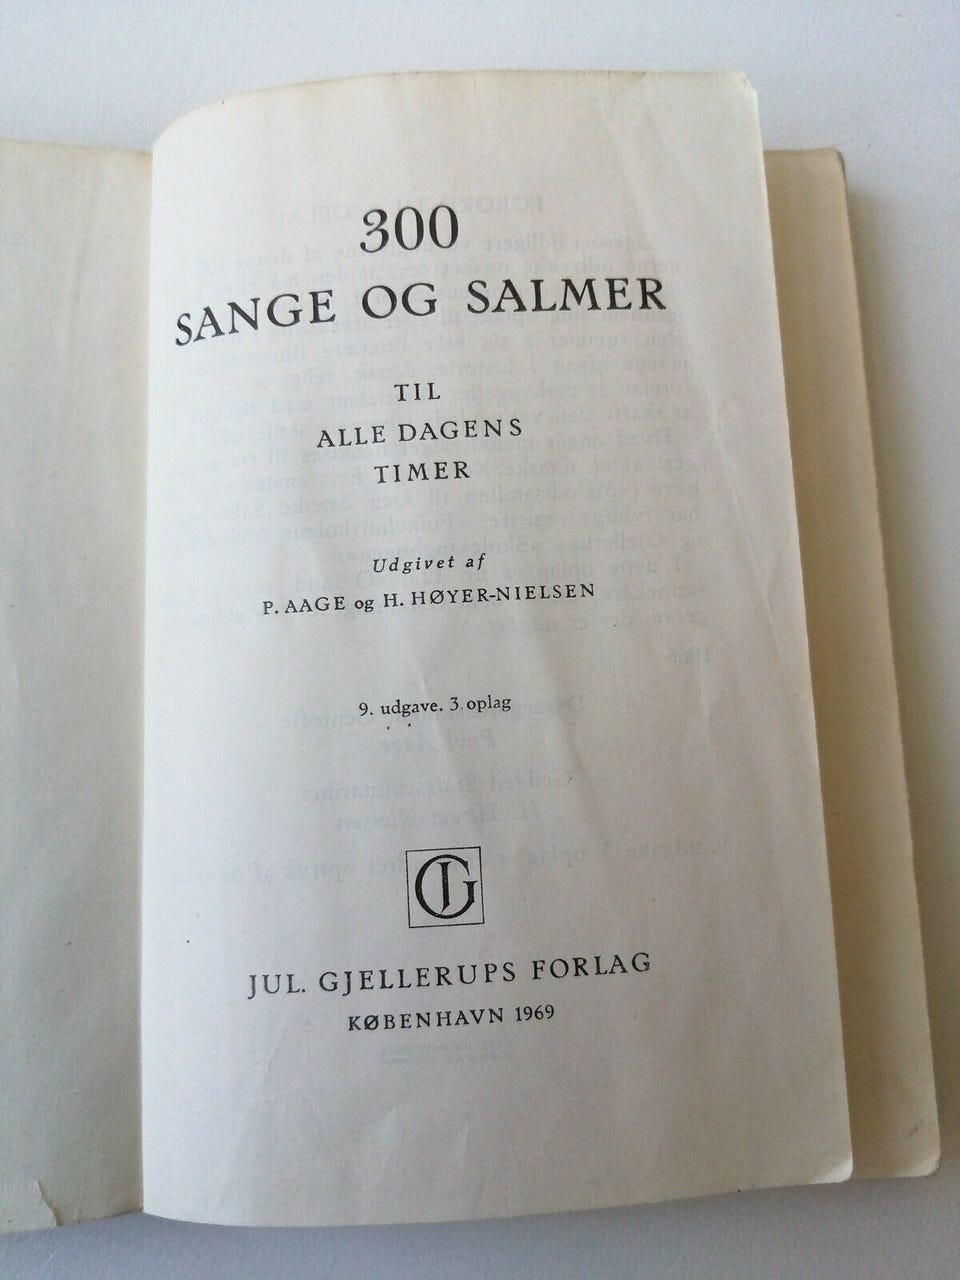 300
SANGE OG SALMER
TIL
ALLE DAGENS
TIMER
Udgivet af
P. AAGE og H. HØYER-NIELSEN
9. udgave. 3. oplag
JG
JUL. GJELLERUPS FORLAG
KØBENHAVN 1969